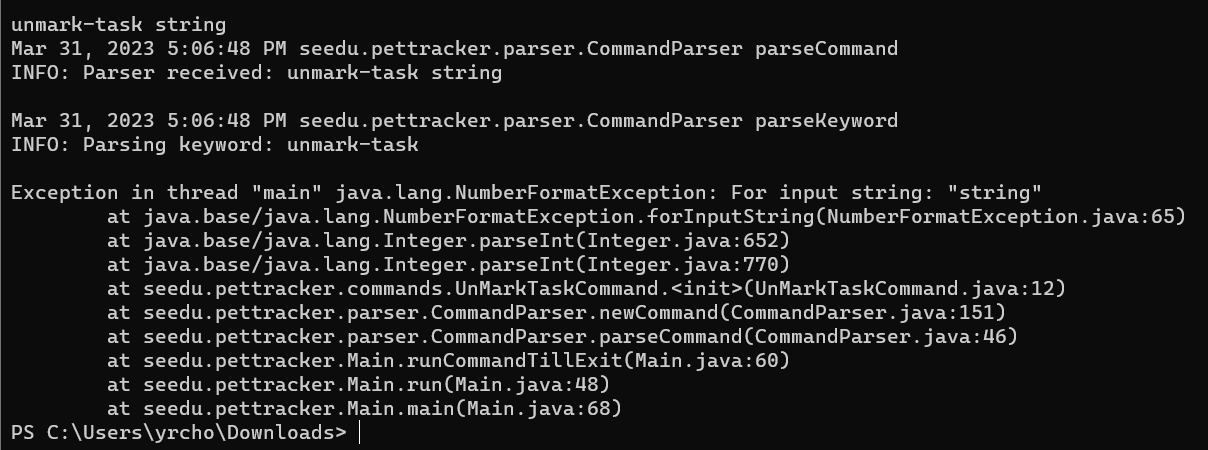 unmark-task string
Mar 31, 2023 5:06:48 PM seedu.pettracker.parser.CommandParser parseCommand
INFO: Parser received: unmark-task string
Mar 31, 2023 5:06:48 PM seedu.pettracker.parser.CommandParser parseKeyword
INFO: Parsing keyword: unmark-task
Exception in thread "main" java.lang.NumberFormatException: For input string: "string"
at java.base/java.lang.NumberFormatException.forInputString(NumberFormatException.java:65)
at java.base/java.lang.Integer.parseInt(Integer.java:652)
at java.base/java.lang.Integer.parseInt(Integer.java:770)
at seedu.pettracker.commands.UnMarkTaskCommand.<init>(UnMarkTaskCommand.java:12)
at seedu.pettracker.parser.CommandParser.newCommand(CommandParser.java:151)
at seedu.pettracker.parser.CommandParser.parseCommand(CommandParser.java:46)
at seedu.pettracker.Main.runCommandTillExit(Main.java:60)
at seedu.pettracker.Main.run(Main.java:48)
at seedu.pettracker.Main.main(Main.java:68)
PS C:\Users\yrcho\Downloads>